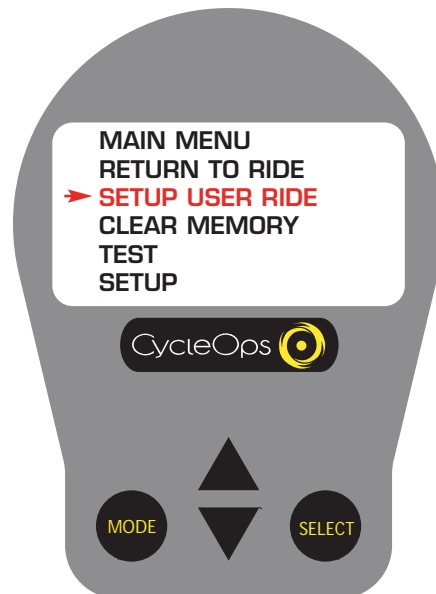 MAIN MENU
RETURN TO RIDE
SETUP USER RIDE
CLEAR MEMORY
TEST
SETUP
CycleOps
MODE
SELECT